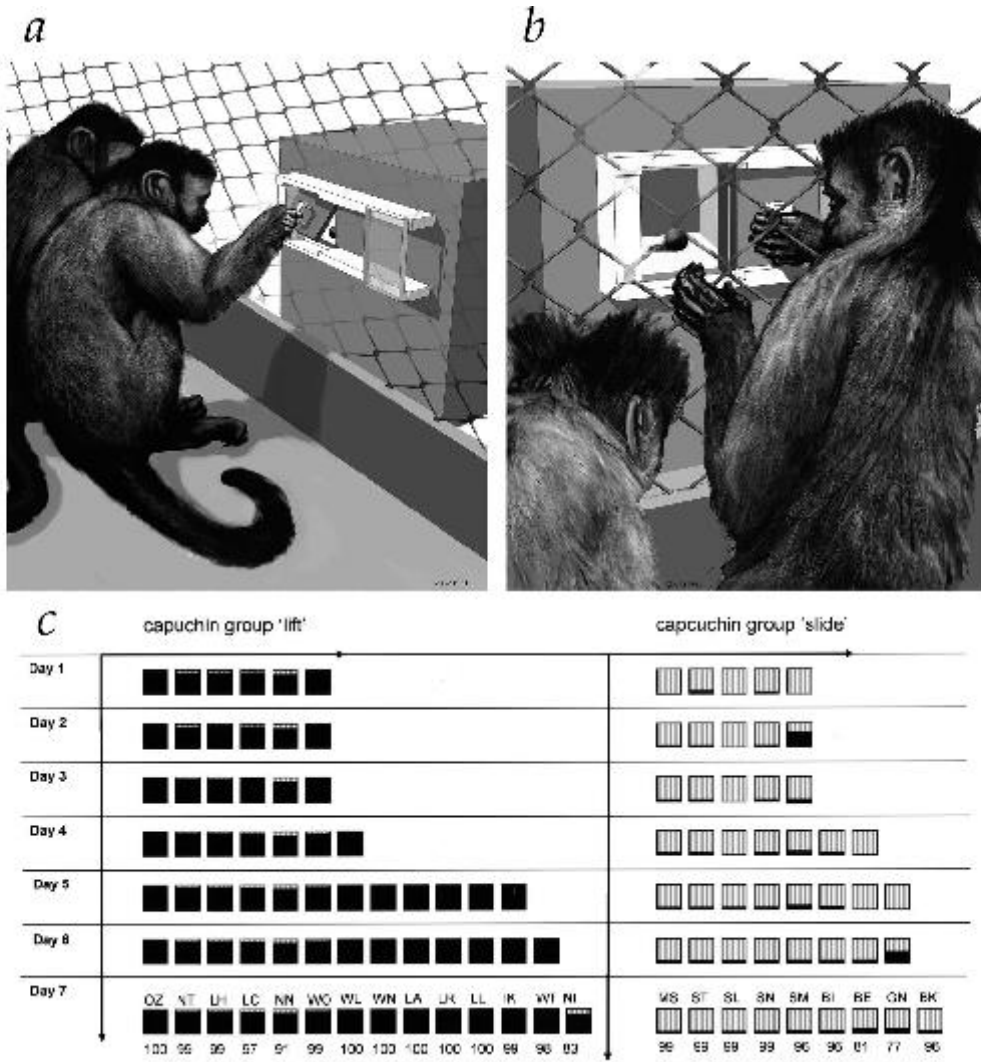 a
b
c
capuchin group 'lift'
capcuchin group 'slide'
Day 1
Day 2
Day 3
Day 4
Day 5
Day 6
Day 7
OZ NT LH LC NN WO WL WN LA LR LL IK WI NI
100 99 99 97 91 99 100 100 100 100 100 98 98 83
MS ST SL SN SM BI BE GN BK
99 99 99 99 96 96 81 77 96